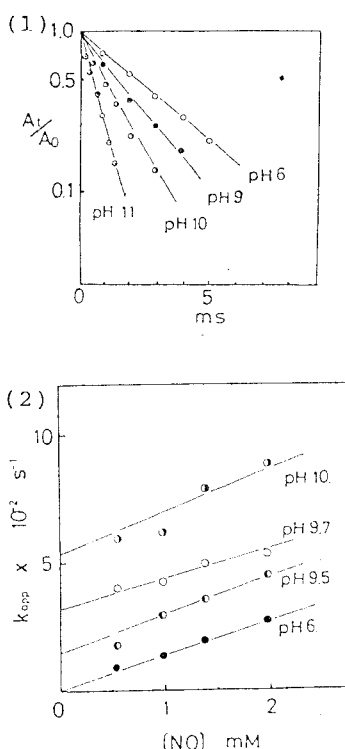 (1)
1.0
0.5
0.1
At/A0
pH 6
pH 9
pH 10
pH 11
0
5
ms
(2)
10
5
0
kapp × 10⁻² s⁻¹
pH 10.
pH 9.7
pH 9.5
pH 6.
0
1
2
[NO] mM